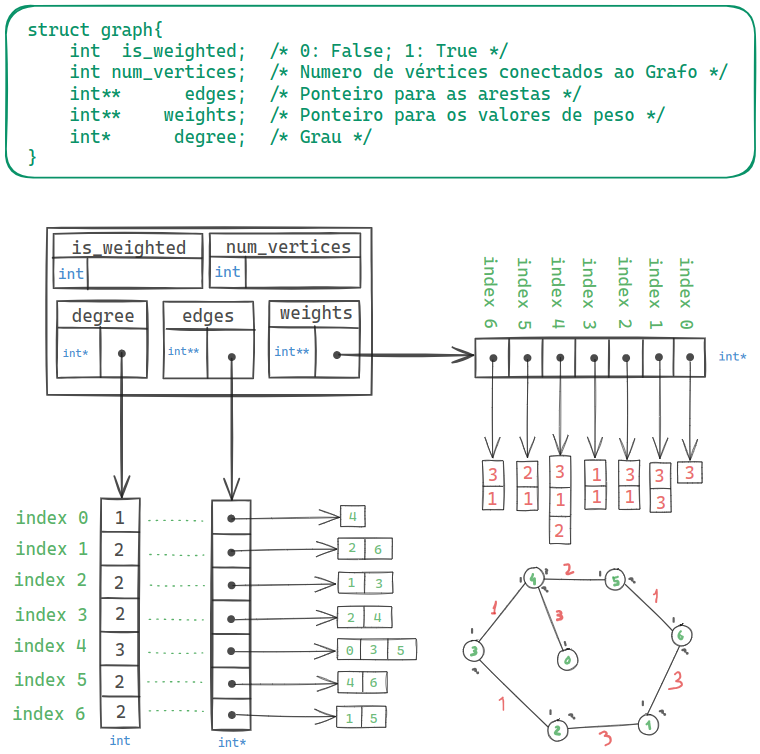 struct graph{
int is_weighted; /* 0: False; 1: True */
int num_vertices; /* Numero de vértices conectados ao Grafo */
int** edges; /* Ponteiro para as arestas */
int** weights; /* Ponteiro para os valores de peso */
int* degree; /* Grau */
}
is_weighted num_vertices
int int
degree edges weights
int* int** int**
index 6 index 5 index 4 index 3 index 2 index 1 index 0
int*
3 2 3 1 3 3 3
1 1 1 1 1 3
2
index 0 1 4
index 1 2 2 6
index 2 2 1 3
index 3 2 2 4
index 4 3 0 3 5
index 5 2 4 6
index 6 2 1 5
int int*
4 2 5
1 3 1
3 0 6
1 3
2 3 1